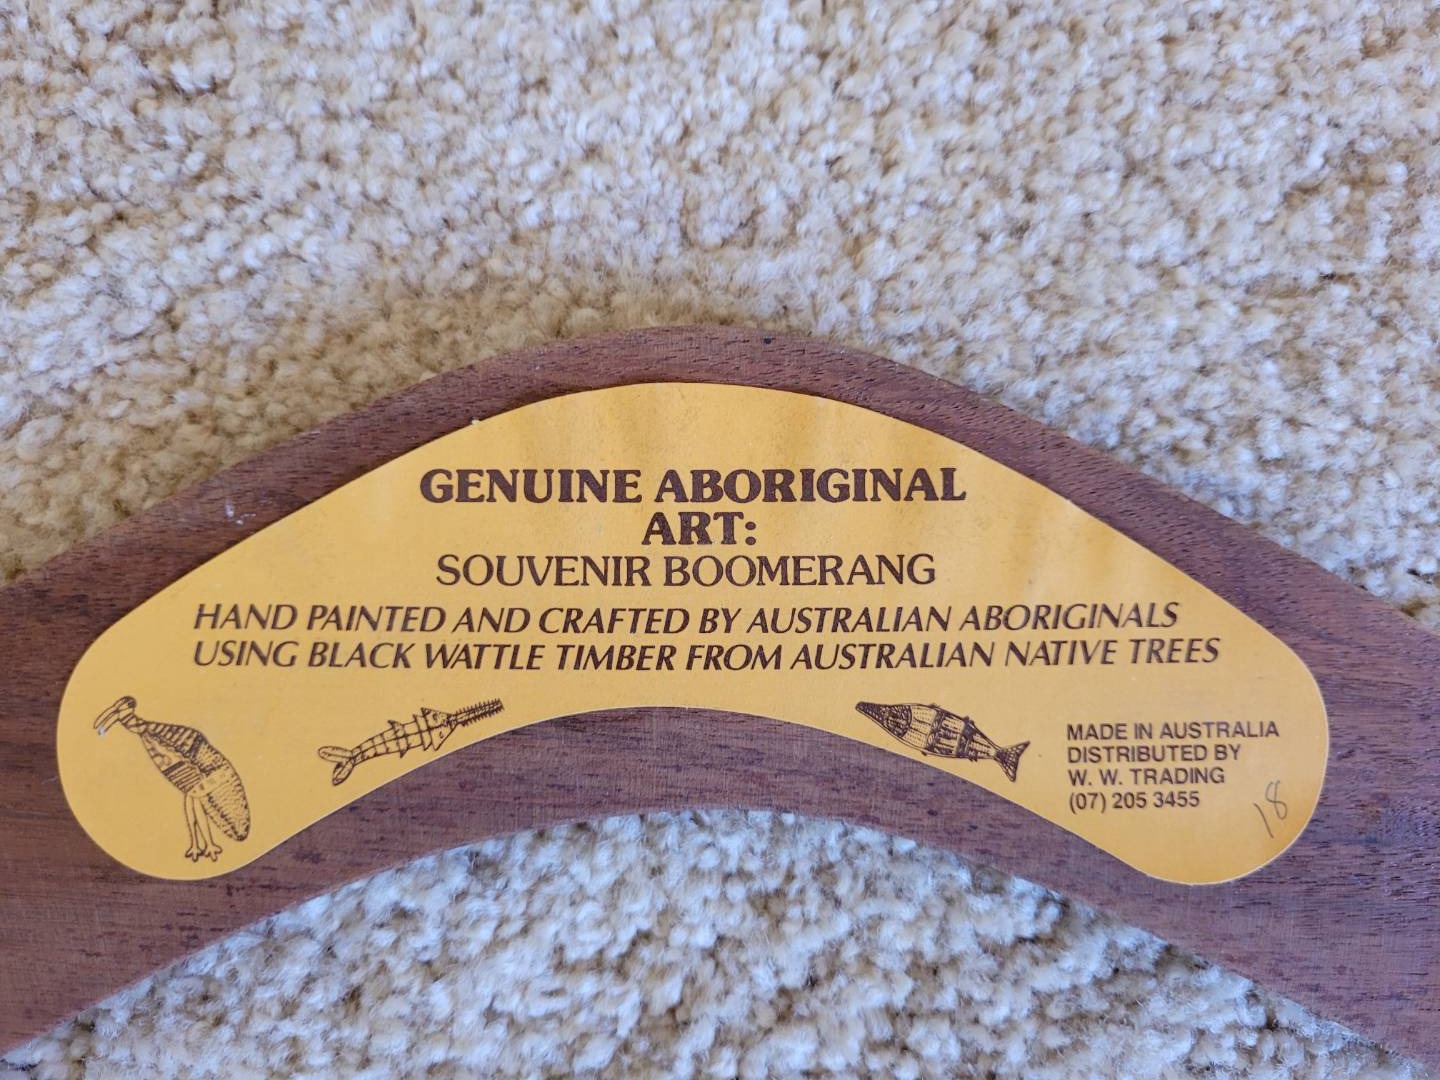 GENUINE ABORIGINAL
ART:
SOUVENIR BOOMERANG
HAND PAINTED AND CRAFTED BY AUSTRALIAN ABORIGINALS
USING BLACK WATTLE TIMBER FROM AUSTRALIAN NATIVE TREES
MADE IN AUSTRALIA
DISTRIBUTED BY
W. W. TRADING
(07) 205 3455
18